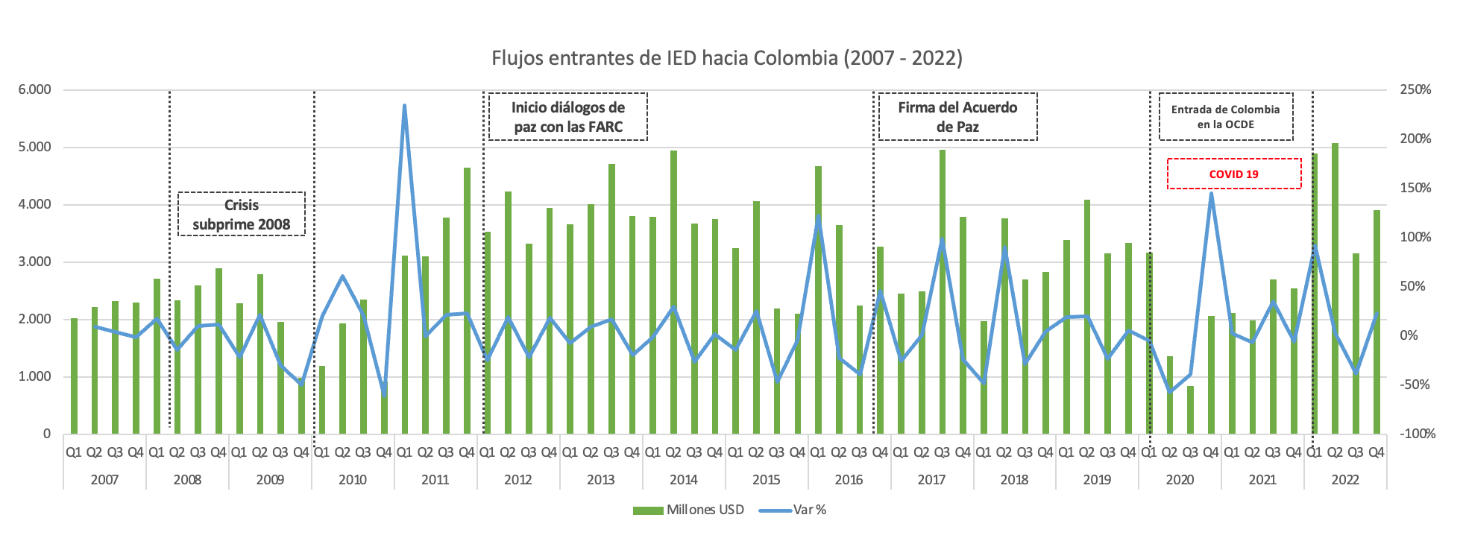 Flujos entrantes de IED hacia Colombia (2007 - 2022)
6.000
5.000
4.000
3.000
2.000
1.000
0
250%
200%
150%
100%
50%
0%
-50%
-100%
Crisis
subprime 2008
Inicio diálogos de
paz con las FARC
Firma del Acuerdo
de Paz
Entrada de Colombia
en la OCDE
COVID 19
Q1 Q2 Q3 Q4 Q1 Q2 Q3 Q4 Q1 Q2 Q3 Q4 Q1 Q2 Q3 Q4 Q1 Q2 Q3 Q4 Q1 Q2 Q3 Q4 Q1 Q2 Q3 Q4 Q1 Q2 Q3 Q4 Q1 Q2 Q3 Q4 Q1 Q2 Q3 Q4 Q1 Q2 Q3 Q4 Q1 Q2 Q3 Q4 Q1 Q2 Q3 Q4 Q1 Q2 Q3 Q4 Q1 Q2 Q3 Q4 Q1 Q2 Q3 Q4
2007 2008 2009 2010 2011 2012 2013 2014 2015 2016 2017 2018 2019 2020 2021 2022
Millones USD Var %